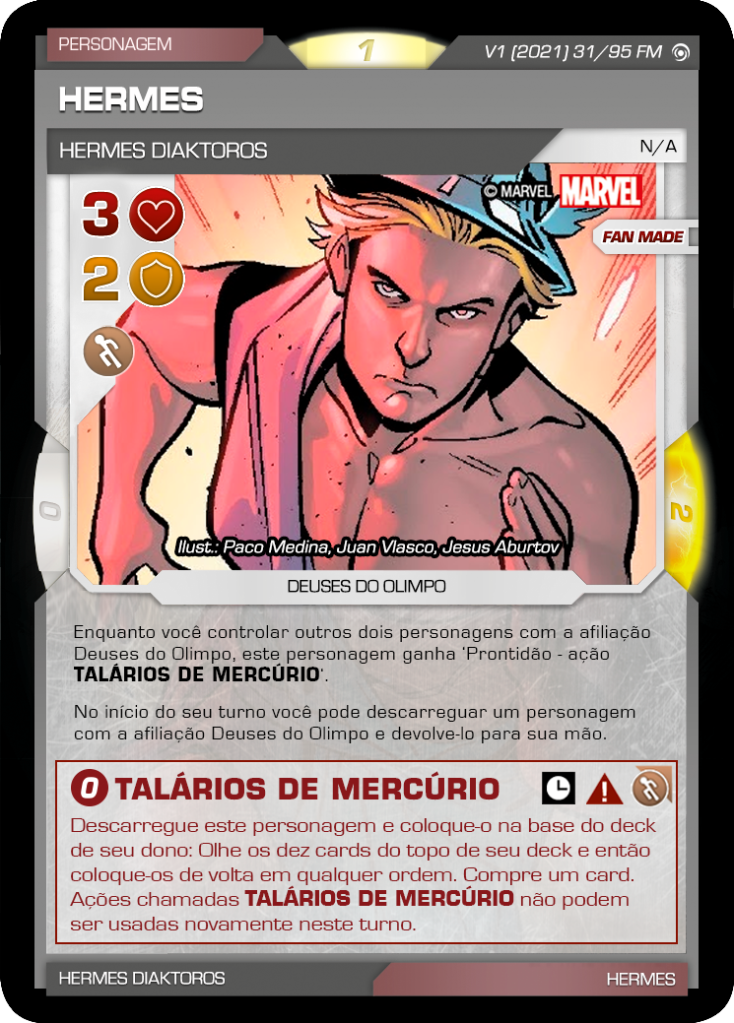 PERSONAGEM
1
V1 (2021) 31/95 FM
HERMES
HERMES DIAKTOROS
N/A
3
© MARVEL MARVEL
FAN MADE
2
0
2
Ilust.: Paco Medina, Juan Vlasco, Jesus Aburtov
DEUSES DO OLIMPO
Enquanto você controlar outros dois personagens com a afiliação
Deuses do Olimpo, este personagem ganha 'Prontidão - ação
TALÁRIOS DE MERCÚRIO'.
No início do seu turno você pode descarreguar um personagem
com a afiliação Deuses do Olimpo e devolve-lo para sua mão.
0 TALÁRIOS DE MERCÚRIO
Descarregue este personagem e coloque-o na base do deck
de seu dono: Olhe os dez cards do topo de seu deck e então
coloque-os de volta em qualquer ordem. Compre um card.
Ações chamadas TALÁRIOS DE MERCÚRIO não podem
ser usadas novamente neste turno.
HERMES DIAKTOROS
HERMES